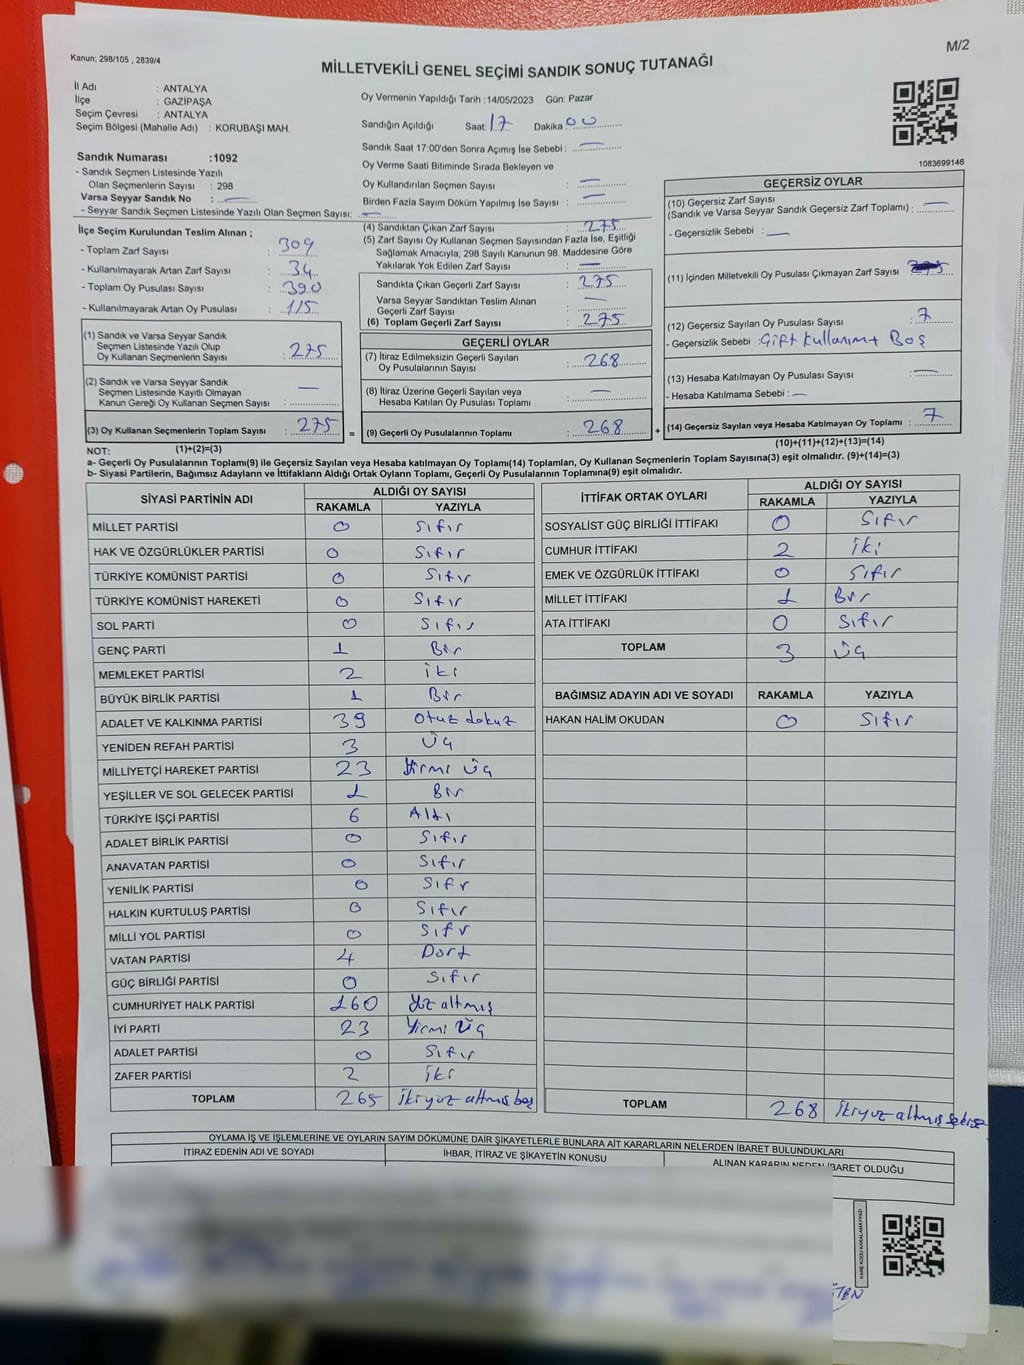 Kanun; 298/105 , 2839/4
M/2
MİLLETVEKİLİ GENEL SEÇİMİ SANDIK SONUÇ TUTANAĞI
İl Adı : ANTALYA
İlçe : GAZİPAŞA
Seçim Çevresi : ANTALYA
Seçim Bölgesi (Mahalle Adı) : KORUBAŞI MAH.
Sandık Numarası :1092
- Sandık Seçmen Listesinde Yazılı
Olan Seçmenlerin Sayısı : 298
Varsa Seyyar Sandık No : —
- Seyyar Sandık Seçmen Listesinde Yazılı Olan Seçmen Sayısı: —
Oy Vermenin Yapıldığı Tarih :14/05/2023 Gün: Pazar
Sandığın Açıldığı Saat: 17 Dakika: 00
Sandık Saat 17:00'den Sonra Açımış İse Sebebi : —
Oy Verme Saati Bitiminde Sırada Bekleyen ve
Oy Kullandırılan Seçmen Sayısı : —
Birden Fazla Sayım Döküm Yapılmış İse Sayısı : —
1083699146
İlçe Seçim Kurulundan Teslim Alınan ;
- Toplam Zarf Sayısı : 309
- Kullanılmayarak Artan Zarf Sayısı : 34
- Toplam Oy Pusulası Sayısı : 390
- Kullanılmayarak Artan Oy Pusulası : 115
(1) Sandık ve Varsa Seyyar Sandık
Seçmen Listesinde Yazılı Olup
Oy Kullanan Seçmenlerin Sayısı : 275
(2) Sandık ve Varsa Seyyar Sandık
Seçmen Listesinde Kayıtlı Olmayan
Kanun Gereği Oy Kullanan Seçmen Sayısı : —
(3) Oy Kullanan Seçmenlerin Toplam Sayısı : 275
(4) Sandıktan Çıkan Zarf Sayısı : 275
(5) Zarf Sayısı Oy Kullanan Seçmen Sayısından Fazla İse, Eşitliği
Sağlamak Amacıyla; 298 Sayılı Kanunun 98. Maddesine Göre
Yakılarak Yok Edilen Zarf Sayısı : —
Sandıkta Çıkan Geçerli Zarf Sayısı : 275
Varsa Seyyar Sandıktan Teslim Alınan
Geçerli Zarf Sayısı : —
(6) Toplam Geçerli Zarf Sayısı : 275
GEÇERLİ OYLAR
(7) İtiraz Edilmeksizin Geçerli Sayılan
Oy Pusulalarının Sayısı : 268
(8) İtiraz Üzerine Geçerli Sayılan veya
Hesaba Katılan Oy Pusulası Toplamı : —
= (9) Geçerli Oy Pusulalarının Toplamı : 268
GEÇERSİZ OYLAR
(10) Geçersiz Zarf Sayısı
(Sandık ve Varsa Seyyar Sandık Geçersiz Zarf Toplamı) : —
- Geçersizlik Sebebi : —
(11) İçinden Milletvekili Oy Pusulası Çıkmayan Zarf Sayısı
(12) Geçersiz Sayılan Oy Pusulası Sayısı : 7
- Geçersizlik Sebebi : Çift kullanım + Boş
(13) Hesaba Katılmayan Oy Pusulası Sayısı : —
- Hesaba Katılmama Sebebi : —
+ (14) Geçersiz Sayılan veya Hesaba Katılmayan Oy Toplamı : 7
NOT: (1)+(2)=(3)
(10)+(11)+(12)+(13)=(14)
a- Geçerli Oy Pusulalarının Toplamı(9) ile Geçersiz Sayılan veya Hesaba katılmayan Oy Toplamı(14) Toplamları, Oy Kullanan Seçmenlerin Toplam Sayısına(3) eşit olmalıdır. (9)+(14)=(3)
b- Siyasi Partilerin, Bağımsız Adayların ve İttifakların Aldığı Ortak Oyların Toplamı, Geçerli Oy Pusulalarının Toplamına(9) eşit olmalıdır.
SİYASİ PARTİNİN ADI ALDIĞI OY SAYISI
RAKAMLA YAZIYLA
MİLLET PARTİSİ 0 Sıfır
HAK VE ÖZGÜRLÜKLER PARTİSİ 0 Sıfır
TÜRKİYE KOMÜNİST PARTİSİ 0 Sıfır
TÜRKİYE KOMÜNİST HAREKETİ 0 Sıfır
SOL PARTİ 0 Sıfır
GENÇ PARTİ 1 Bir
MEMLEKET PARTİSİ 2 iki
BÜYÜK BİRLİK PARTİSİ 1 Bir
ADALET VE KALKINMA PARTİSİ 39 Otuz dokuz
YENİDEN REFAH PARTİSİ 3 Üç
MİLLİYETÇİ HAREKET PARTİSİ 23 Yirmi üç
YEŞİLLER VE SOL GELECEK PARTİSİ 1 Bir
TÜRKİYE İŞÇİ PARTİSİ 6 Altı
ADALET BİRLİK PARTİSİ 0 Sıfır
ANAVATAN PARTİSİ 0 Sıfır
YENİLİK PARTİSİ 0 Sıfr
HALKIN KURTULUŞ PARTİSİ 0 Sıfır
MİLLİ YOL PARTİSİ 0 Sıfr
VATAN PARTİSİ 4 Dört
GÜÇ BİRLİĞİ PARTİSİ 0 Sıfır
CUMHURİYET HALK PARTİSİ 160 Yüz altmış
İYİ PARTİ 23 Yirmi üç
ADALET PARTİSİ 0 Sıfır
ZAFER PARTİSİ 2 iki
TOPLAM 265 ikiyüz altmış beş
İTTİFAK ORTAK OYLARI ALDIĞI OY SAYISI
RAKAMLA YAZIYLA
SOSYALİST GÜÇ BİRLİĞİ İTTİFAKI 0 Sıfır
CUMHUR İTTİFAKI 2 iki
EMEK VE ÖZGÜRLÜK İTTİFAKI 0 Sıfır
MİLLET İTTİFAKI 1 Bir
ATA İTTİFAKI 0 Sıfır
TOPLAM 3 üç
BAĞIMSIZ ADAYIN ADI VE SOYADI RAKAMLA YAZIYLA
HAKAN HALİM OKUDAN 0 Sıfır
TOPLAM 268 ikiyüz altmış sekiz
OYLAMA İŞ VE İŞLEMLERİNE VE OYLARIN SAYIM DÖKÜMÜNE DAİR ŞİKAYETLERLE BUNLARA AİT KARARLARIN NELERDEN İBARET BULUNDUKLARI
İTİRAZ EDENİN ADI VE SOYADI İHBAR, İTİRAZ VE ŞİKAYETİN KONUSU ALINAN KARARIN NEDEN İBARET OLDUĞU
KARE KODU KARALAMAYINIZ!